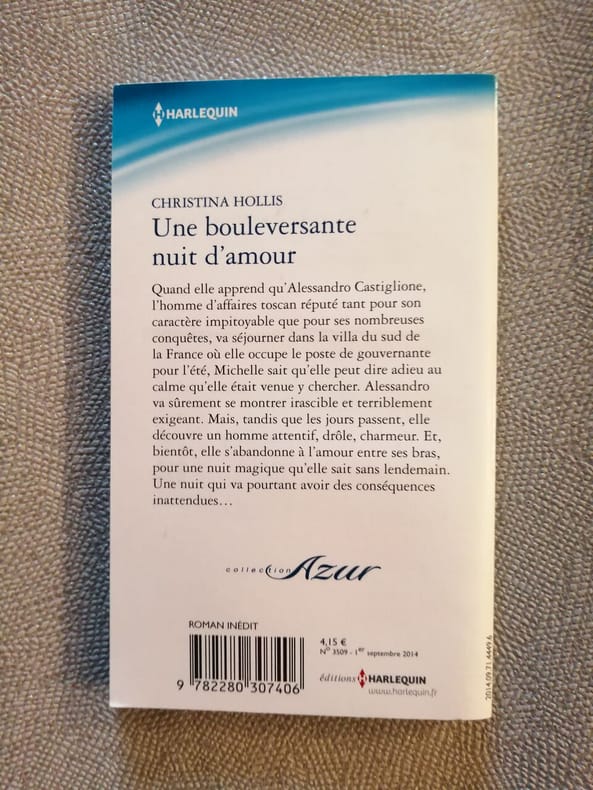 HARLEQUIN
CHRISTINA HOLLIS
Une bouleversante
nuit d'amour
Quand elle apprend qu'Alessandro Castiglione,
l'homme d'affaires toscan réputé tant pour son
caractère impitoyable que pour ses nombreuses
conquêtes, va séjourner dans la villa du sud de
la France où elle occupe le poste de gouvernante
pour l'été, Michelle sait qu'elle peut dire adieu au
calme qu'elle était venue y chercher. Alessandro
va sûrement se montrer irascible et terriblement
exigeant. Mais, tandis que les jours passent, elle
découvre un homme attentif, drôle, charmeur. Et,
bientôt, elle s'abandonne à l'amour entre ses bras,
pour une nuit magique qu'elle sait sans lendemain.
Une nuit qui va pourtant avoir des conséquences
inattendues…
collection Azur
ROMAN INÉDIT
9 782280 307406
4,15 €
N° 3509 - 1er septembre 2014
éditions HARLEQUIN
www.harlequin.fr
2014.09.71.4449.6